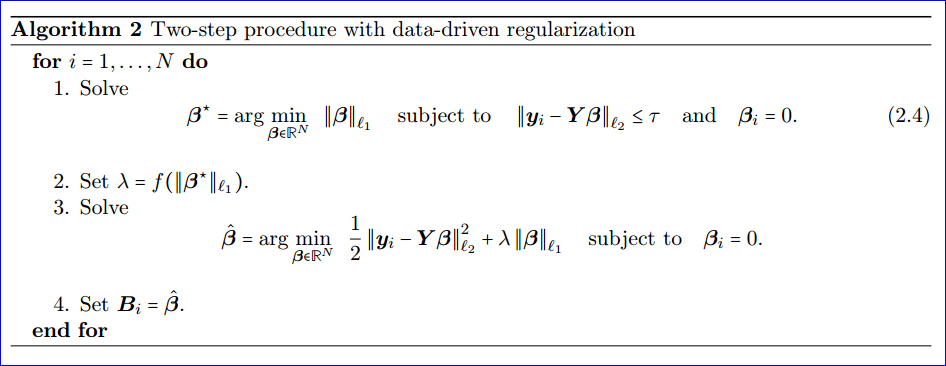 Algorithm 2 Two-step procedure with data-driven regularization
for i = 1, . . . , N do
1. Solve
β⋆ = arg min_{β∈ℝ^N} ‖β‖_{ℓ1} subject to ‖y_i − Yβ‖_{ℓ2} ≤ τ and β_i = 0. (2.4)
2. Set λ = f(‖β⋆‖_{ℓ1}).
3. Solve
β̂ = arg min_{β∈ℝ^N} 1/2 ‖y_i − Yβ‖²_{ℓ2} + λ‖β‖_{ℓ1} subject to β_i = 0.
4. Set B_i = β̂.
end for